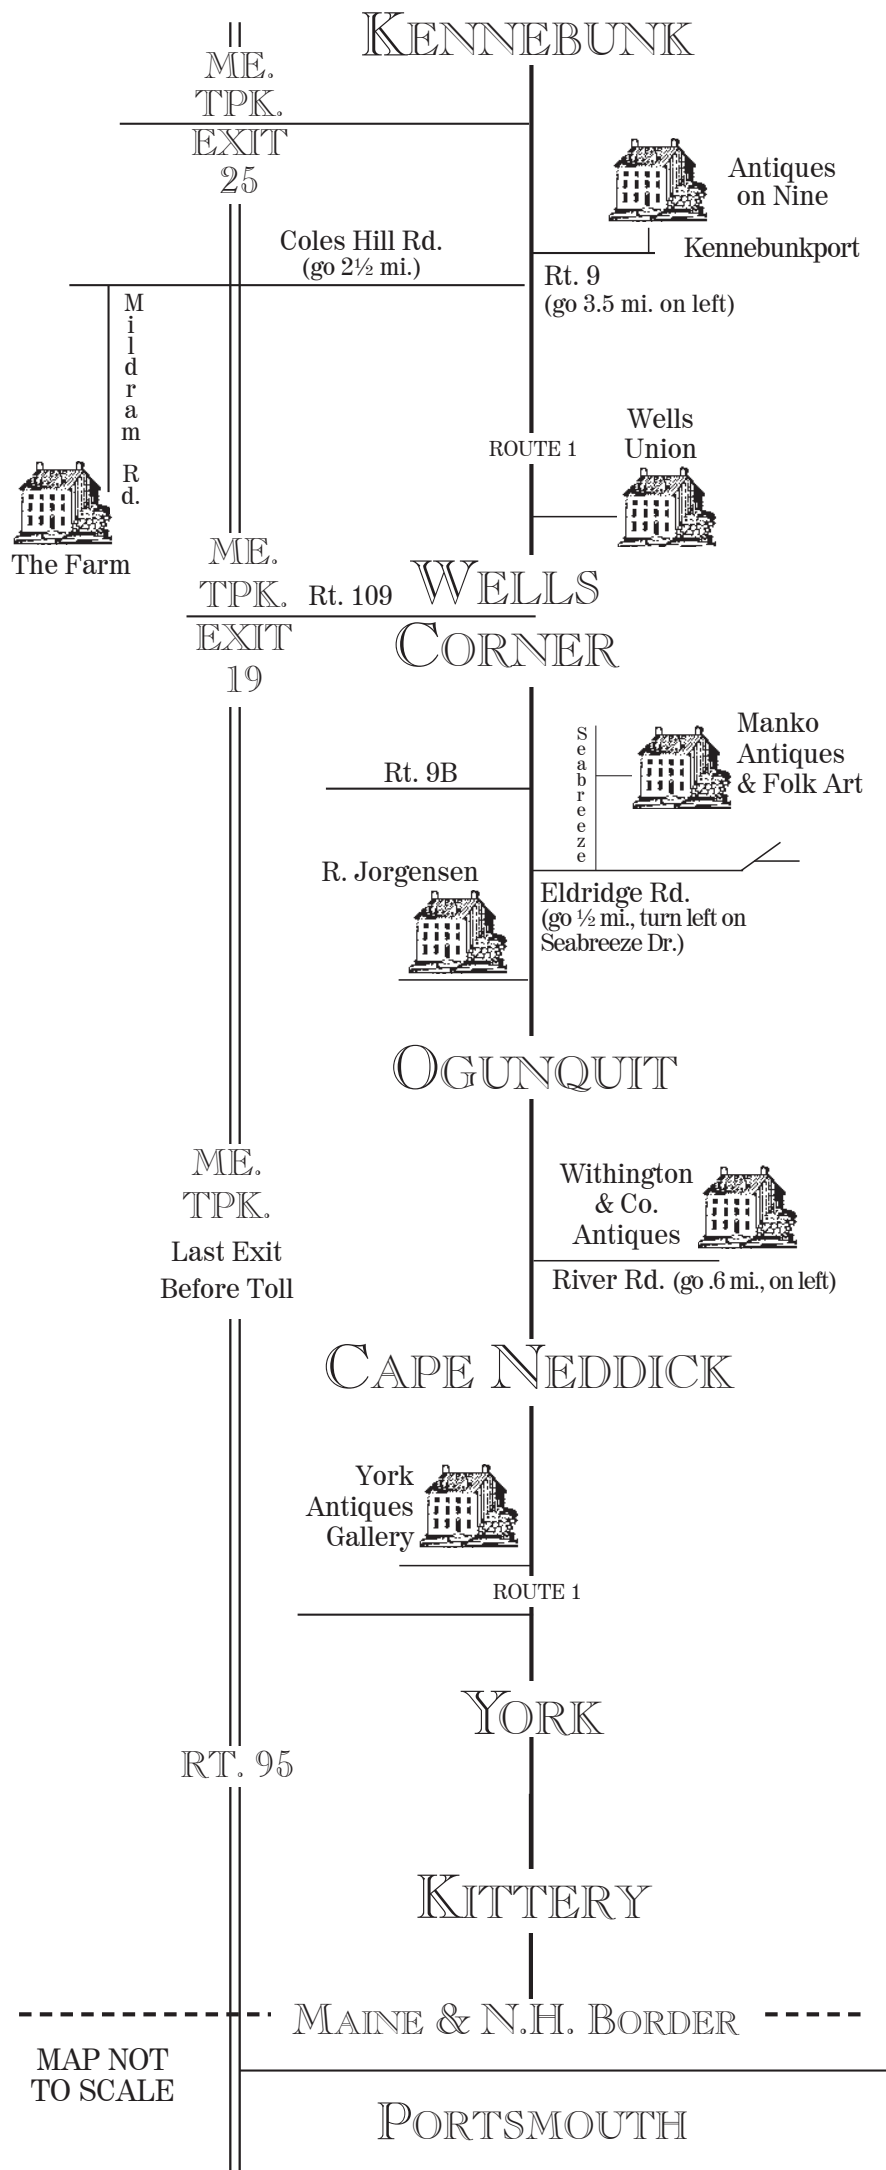 KENNEBUNK
ME.
TPK.
EXIT
25
Antiques
on Nine
Kennebunkport
Coles Hill Rd.
(go 2½ mi.)
Rt. 9
(go 3.5 mi. on left)
Mildram Rd.
The Farm
ROUTE 1
Wells
Union
ME.
TPK.
EXIT
19
Rt. 109
WELLS
CORNER
Seabreeze
Manko
Antiques
& Folk Art
Rt. 9B
R. Jorgensen
Eldridge Rd.
(go ½ mi., turn left on
Seabreeze Dr.)
OGUNQUIT
ME.
TPK.
Last Exit
Before Toll
Withington
& Co.
Antiques
River Rd. (go .6 mi., on left)
CAPE NEDDICK
York
Antiques
Gallery
ROUTE 1
YORK
RT. 95
KITTERY
MAINE & N.H. BORDER
MAP NOT
TO SCALE
PORTSMOUTH